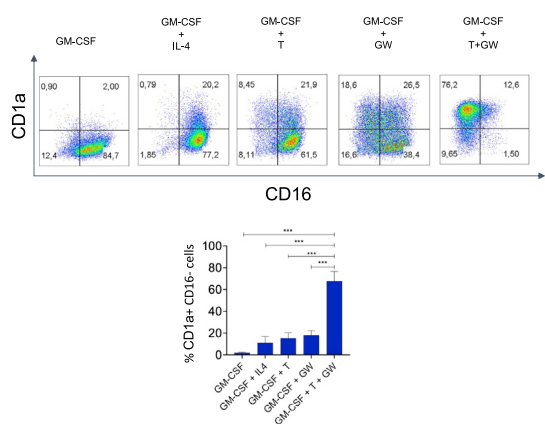 GM-CSF
GM-CSF
+
IL-4
GM-CSF
+
T
GM-CSF
+
GW
GM-CSF
+
T+GW
CD1a
0,90 2,00
12,4 84,7
0,79 20,2
1,85 77,2
8,45 21,9
8,11 61,5
18,6 26,5
16,6 38,4
76,2 12,6
9,65 1,50
CD16
% CD1a+ CD16- cells
100
80
60
40
20
0
***
***
***
***
GM-CSF
GM-CSF + IL4
GM-CSF + T
GM-CSF + GW
GM-CSF + T + GW